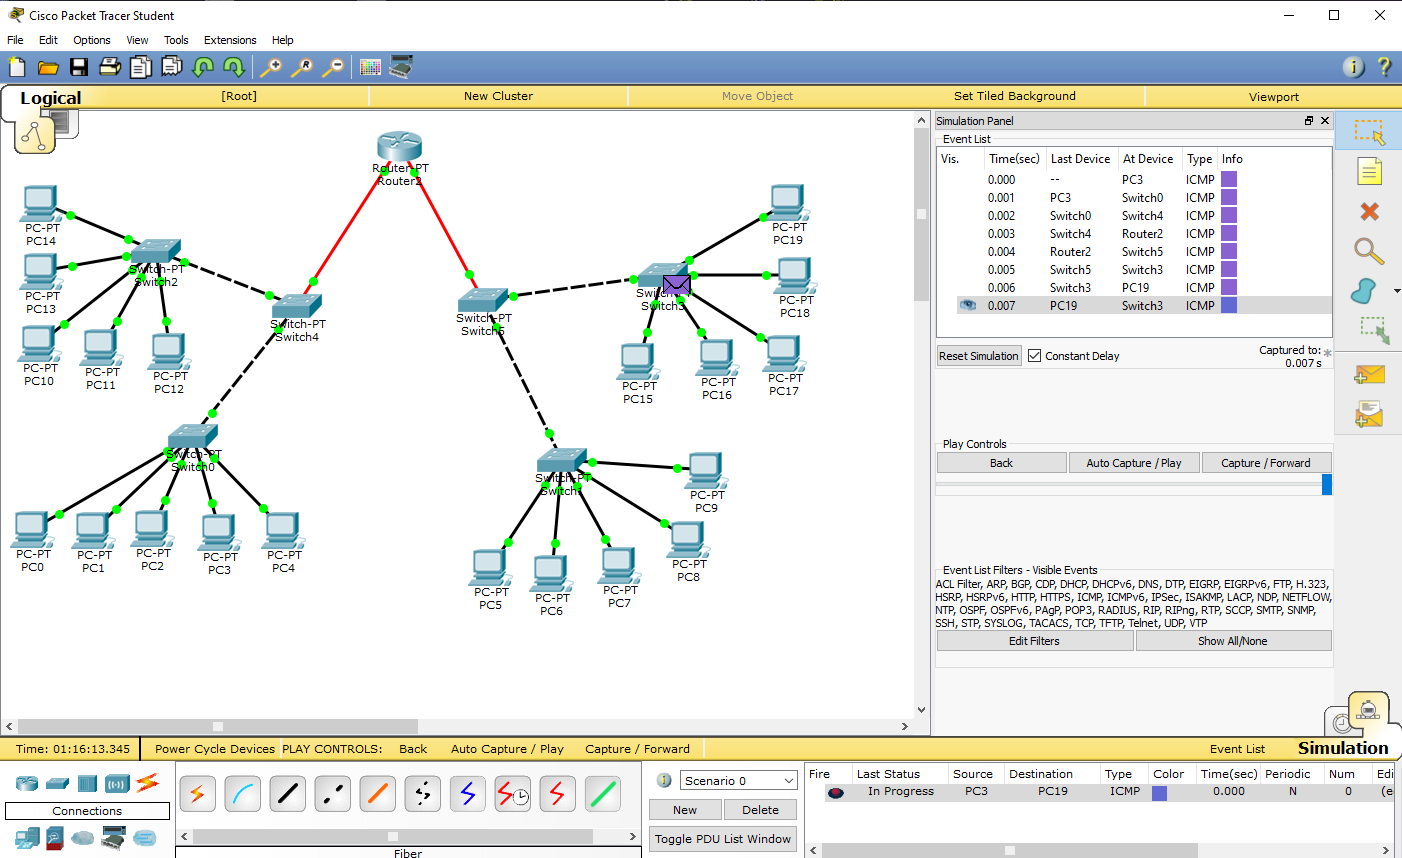 Cisco Packet Tracer Student
File Edit Options View Tools Extensions Help
Logical [Root] New Cluster Move Object Set Tiled Background Viewport
Router-PT
Router2
PC-PT
PC14
PC-PT
PC13
PC-PT
PC10
PC-PT
PC11
PC-PT
PC12
Switch-PT
Switch2
Switch-PT
Switch4
Switch-PT
Switch0
PC-PT
PC0
PC-PT
PC1
PC-PT
PC2
PC-PT
PC3
PC-PT
PC4
Switch-PT
Switch5
Switch3
PC-PT
PC19
PC-PT
PC18
PC-PT
PC15
PC-PT
PC16
PC-PT
PC17
Switch-PT
Switch1
PC-PT
PC9
PC-PT
PC8
PC-PT
PC5
PC-PT
PC6
PC-PT
PC7
Simulation Panel
Event List
Vis. Time(sec) Last Device At Device Type Info
0.000 -- PC3 ICMP
0.001 PC3 Switch0 ICMP
0.002 Switch0 Switch4 ICMP
0.003 Switch4 Router2 ICMP
0.004 Router2 Switch5 ICMP
0.005 Switch5 Switch3 ICMP
0.006 Switch3 PC19 ICMP
0.007 PC19 Switch3 ICMP
Reset Simulation Constant Delay Captured to: *
0.007 s
Play Controls
Back Auto Capture / Play Capture / Forward
Event List Filters - Visible Events
ACL Filter, ARP, BGP, CDP, DHCP, DHCPv6, DNS, DTP, EIGRP, EIGRPv6, FTP, H.323,
HSRP, HSRPv6, HTTP, HTTPS, ICMP, ICMPv6, IPSec, ISAKMP, LACP, NDP, NETFLOW,
NTP, OSPF, OSPFv6, PAgP, POP3, RADIUS, RIP, RIPng, RTP, SCCP, SMTP, SNMP,
SSH, STP, SYSLOG, TACACS, TCP, TFTP, Telnet, UDP, VTP
Edit Filters Show All/None
Time: 01:16:13.345 Power Cycle Devices PLAY CONTROLS: Back Auto Capture / Play Capture / Forward Event List Simulation
Connections
Fiber
Scenario 0
New Delete
Toggle PDU List Window
Fire Last Status Source Destination Type Color Time(sec) Periodic Num Edi
In Progress PC3 PC19 ICMP 0.000 N 0 (e